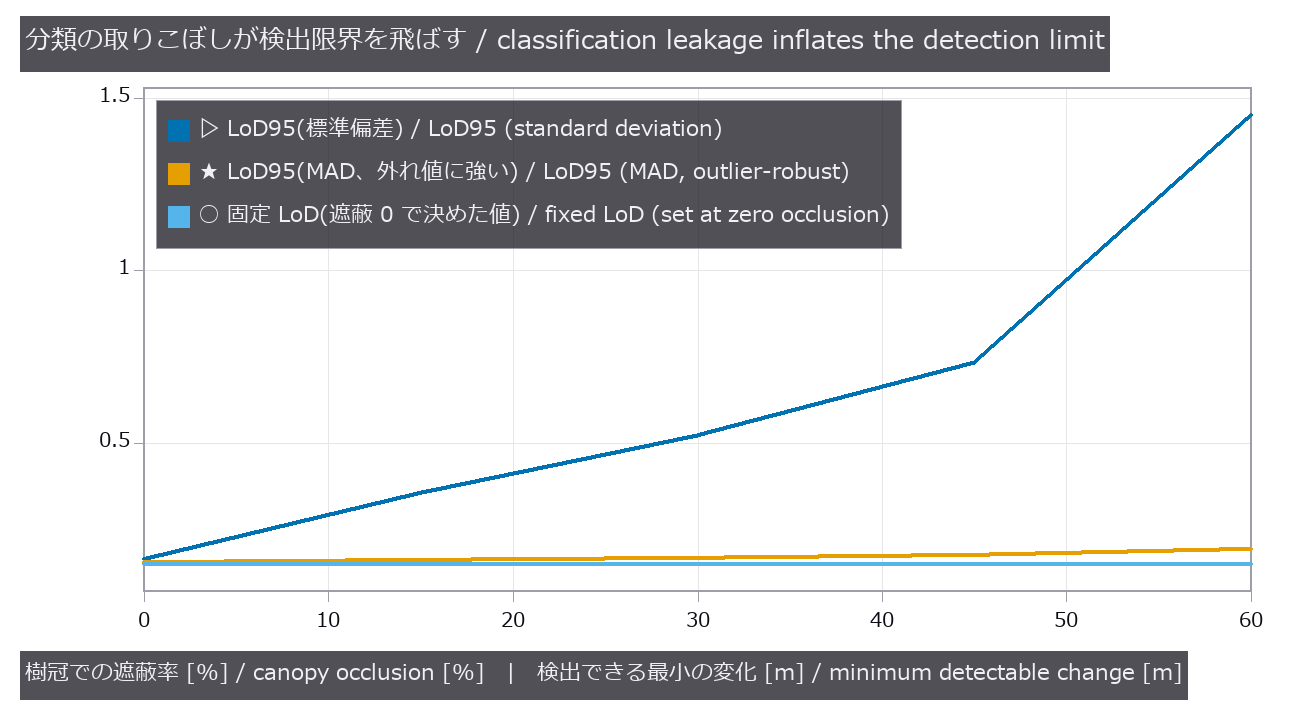 分類の取りこぼしが検出限界を飛ばす / classification leakage inflates the detection limit
1.5
▷ LoD95(標準偏差) / LoD95 (standard deviation)
★ LoD95(MAD、外れ値に強い) / LoD95 (MAD, outlier-robust)
○ 固定 LoD(遮蔽 0 で決めた値) / fixed LoD (set at zero occlusion)
1
0.5
0 10 20 30 40 50 60
樹冠での遮蔽率 [%] / canopy occlusion [%] | 検出できる最小の変化 [m] / minimum detectable change [m]